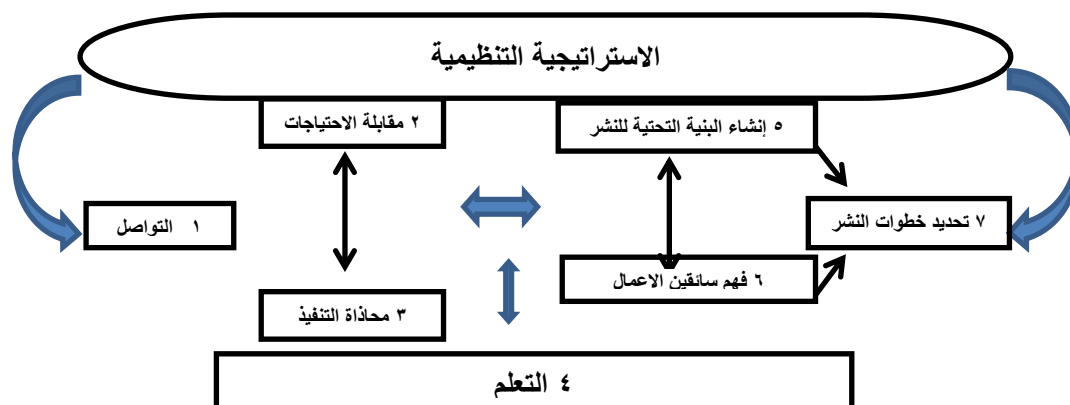 الاستراتيجية التنظيمية
٥ إنشاء البنية التحتية للنشر
٢ مقابلة الاحتياجات
٧ تحديد خطوات النشر
١ التواصل
٦ فهم سائقين الاعمال
٣ محاذاة التنفيذ
٤ التعلم